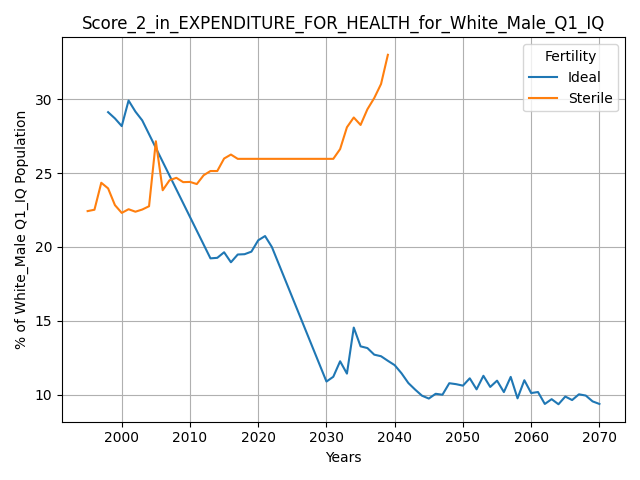 Score_2_in_EXPENDITURE_FOR_HEALTH_for_White_Male_Q1_IQ
Fertility
Ideal
Sterile
% of White_Male Q1_IQ Population
30
25
20
15
10
2000 2010 2020 2030 2040 2050 2060 2070
Years